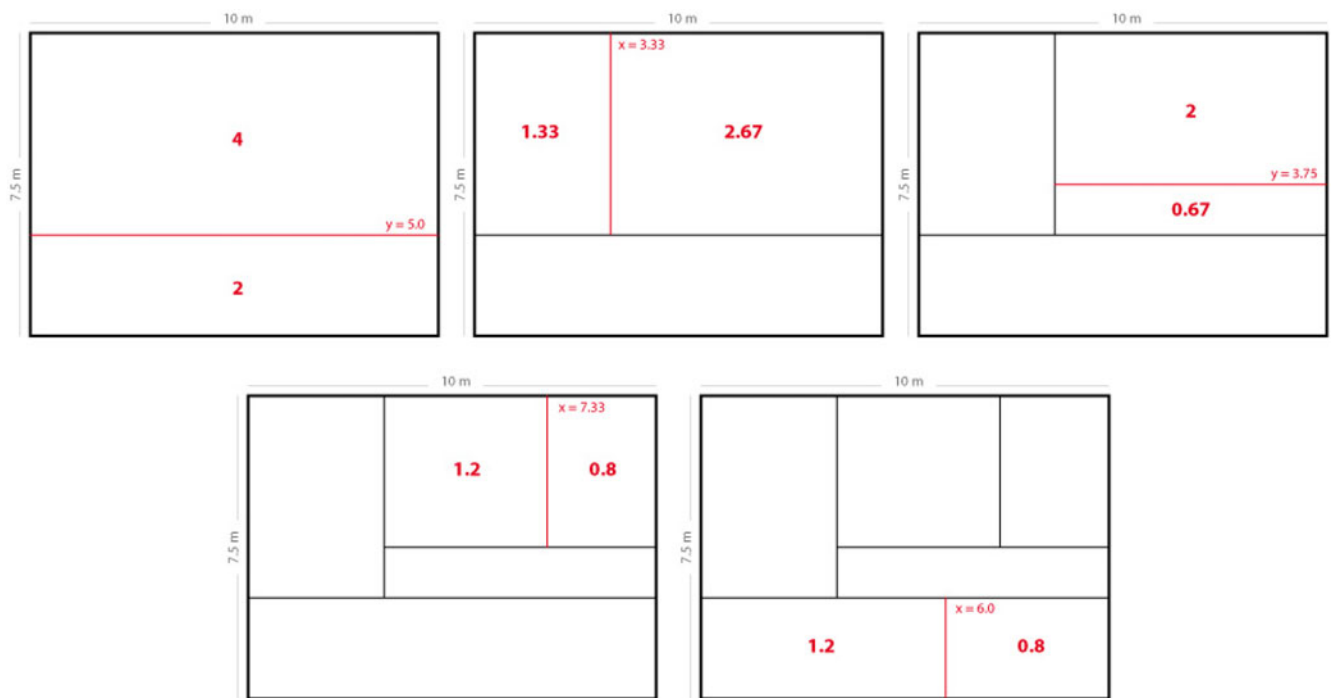 10 m
7.5 m
4
y = 5.0
2
10 m
7.5 m
x = 3.33
1.33
2.67
10 m
7.5 m
2
y = 3.75
0.67
10 m
7.5 m
x = 7.33
1.2
0.8
10 m
7.5 m
x = 6.0
1.2
0.8